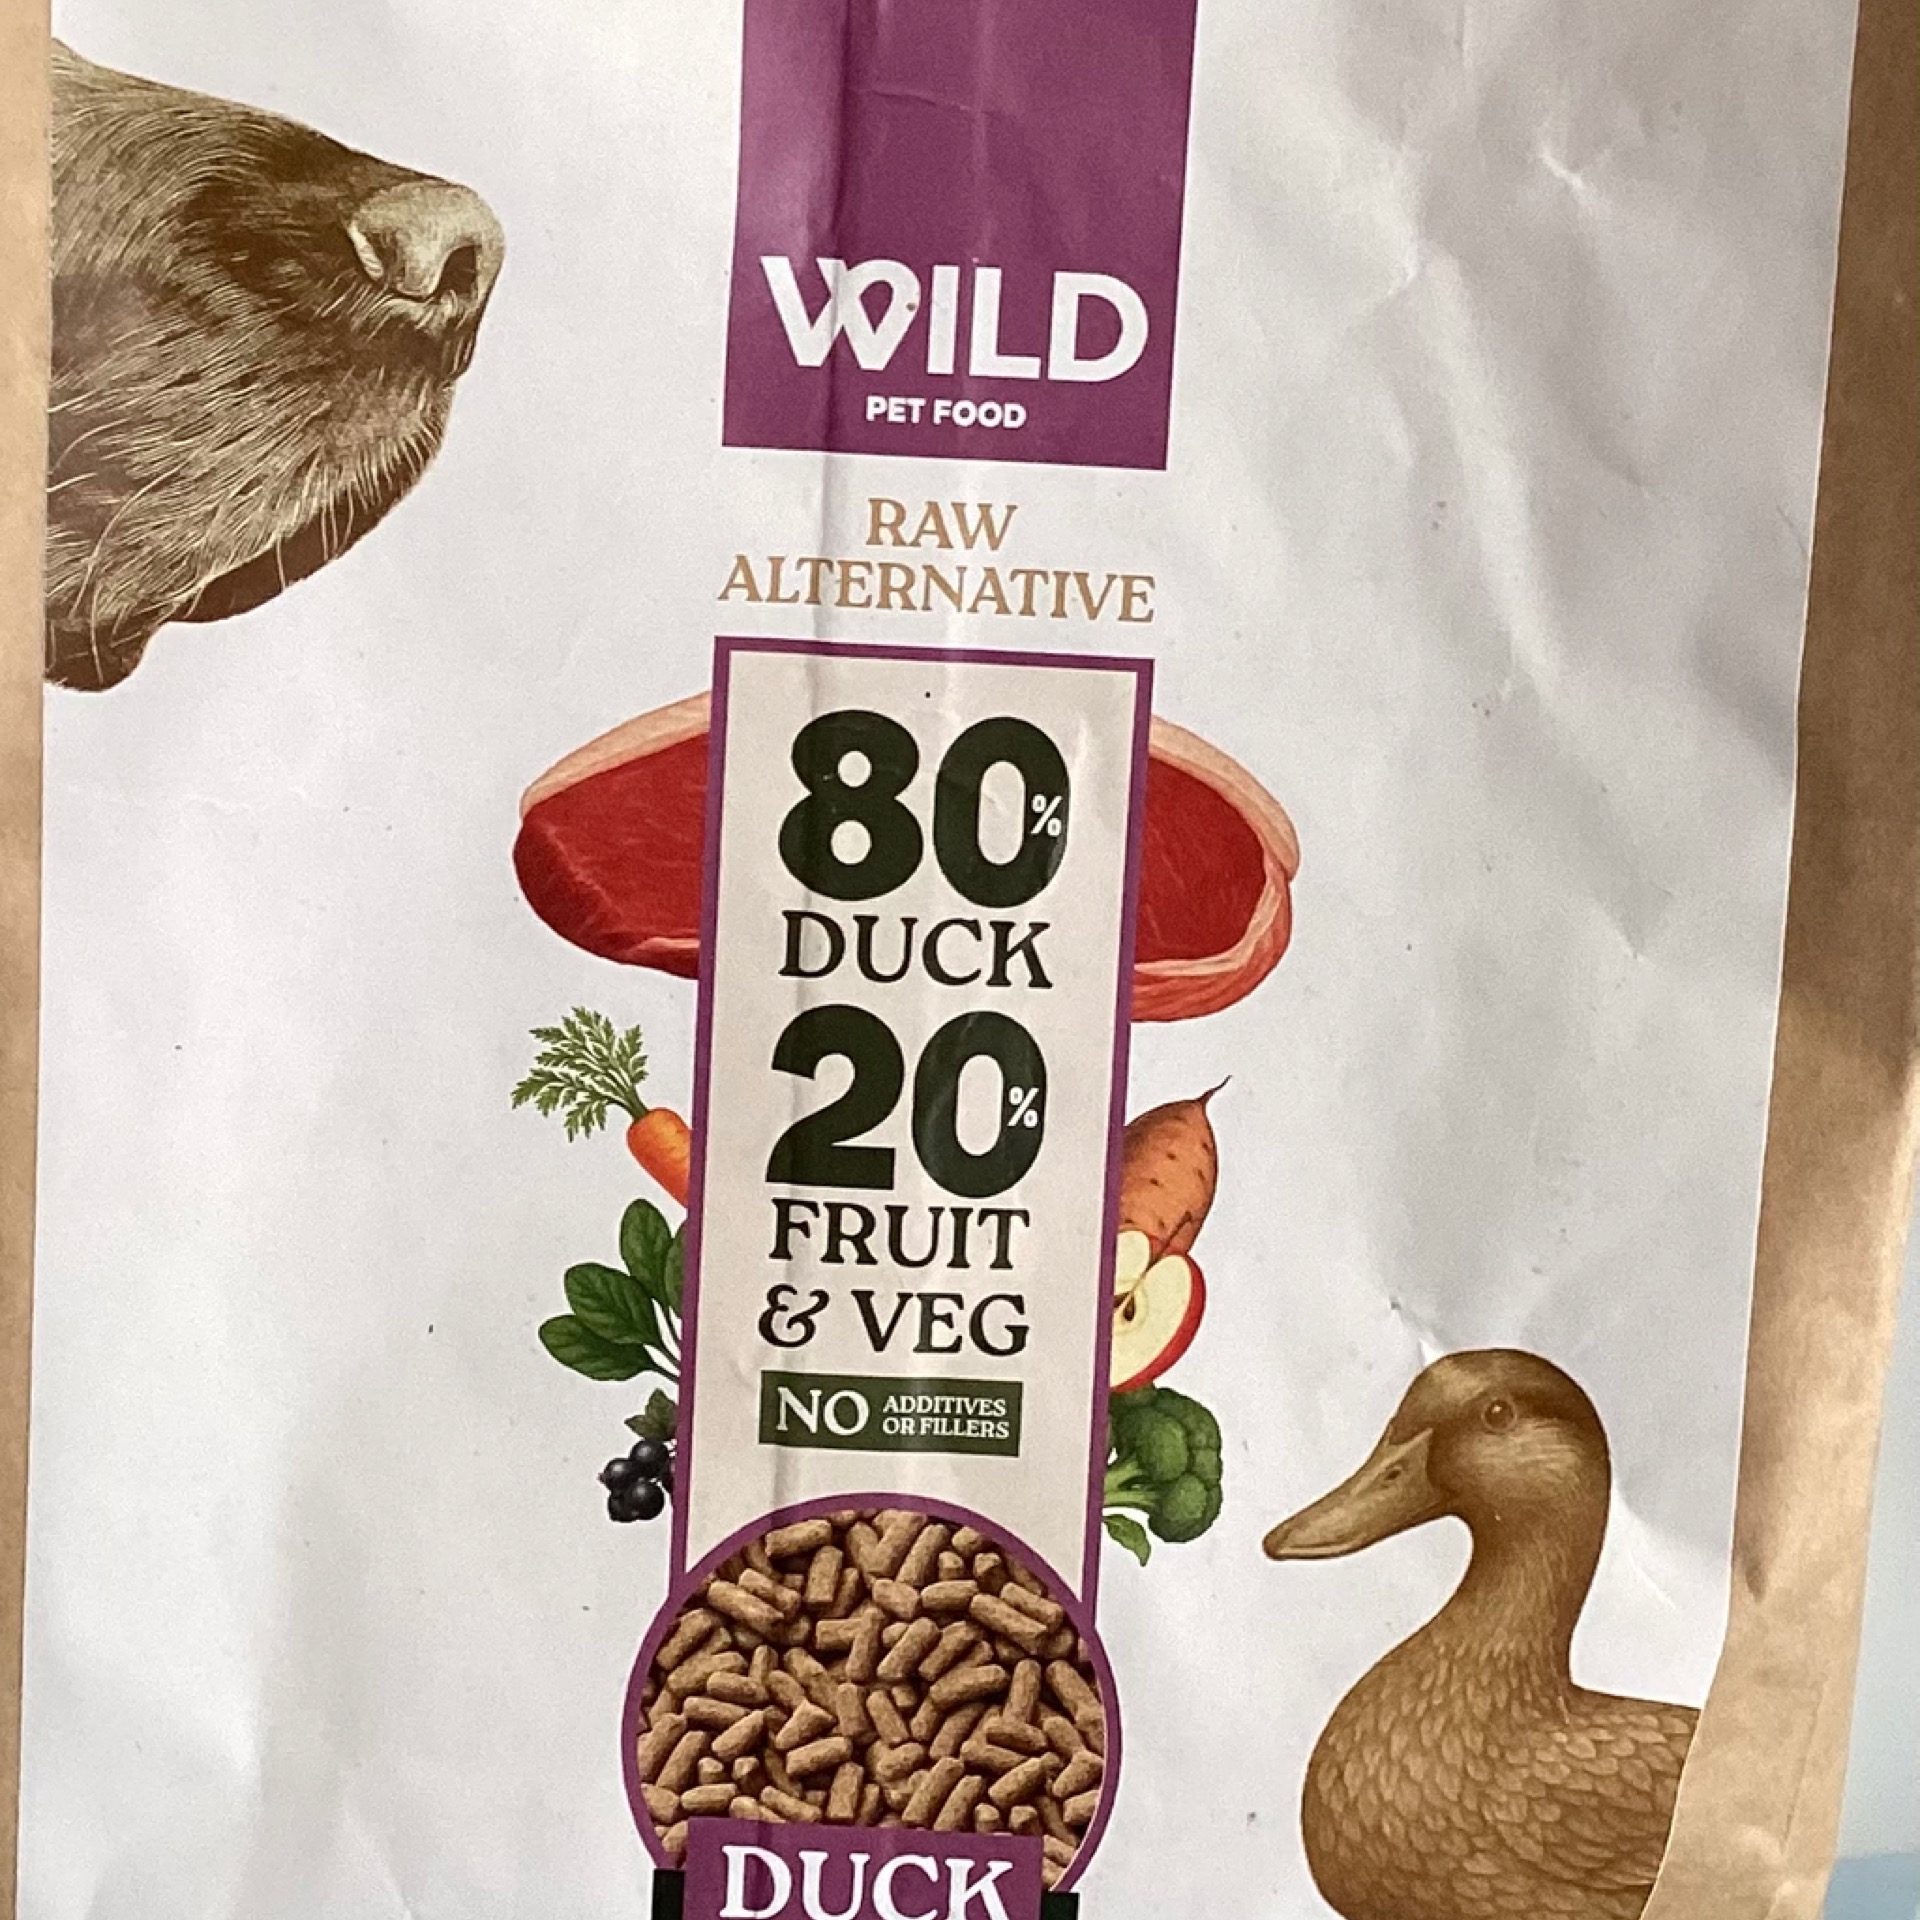 WILD
PET FOOD
RAW
ALTERNATIVE
80%
DUCK
20%
FRUIT
& VEG
NO ADDITIVES
OR FILLERS
DUCK